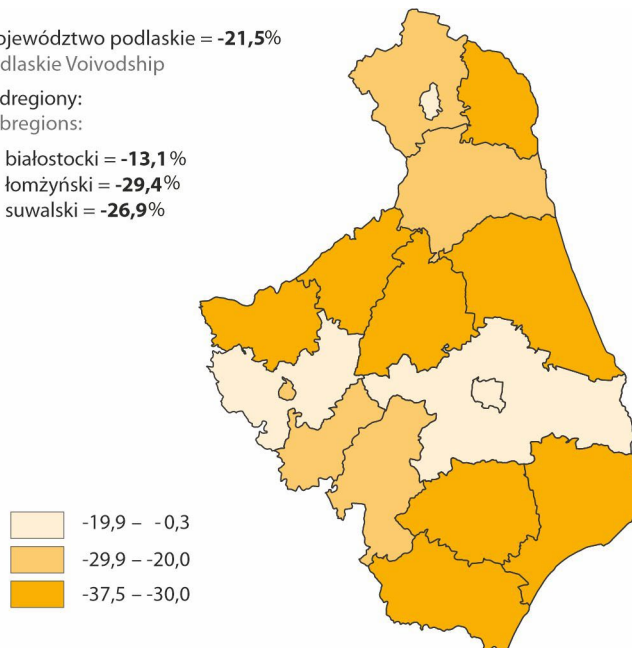 ojewództwo podlaskie = -21,5%
dlaskie Voivodship
dregiony:
bregions:
białostocki = -13,1%
łomżyński = -29,4%
suwalski = -26,9%
-19,9 – -0,3
-29,9 – -20,0
-37,5 – -30,0